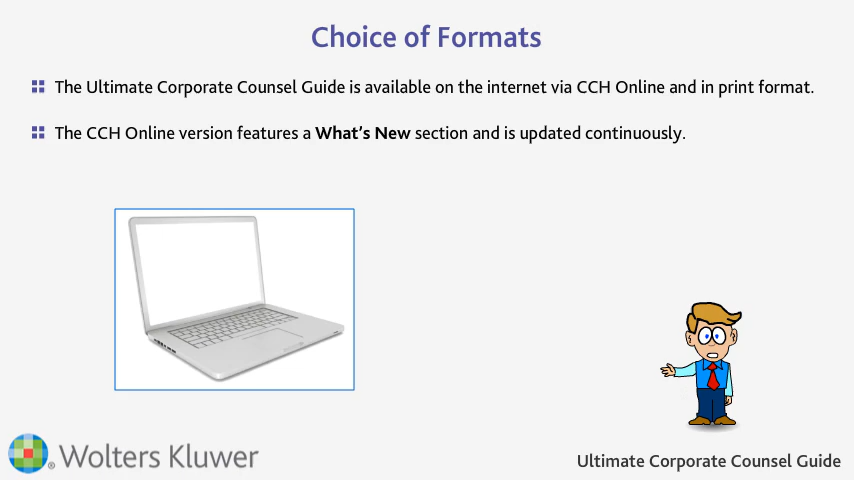 Choice of Formats
The Ultimate Corporate Counsel Guide is available on the internet via CCH Online and in print format.
The CCH Online version features a What's New section and is updated continuously.
® Wolters Kluwer
Ultimate Corporate Counsel Guide